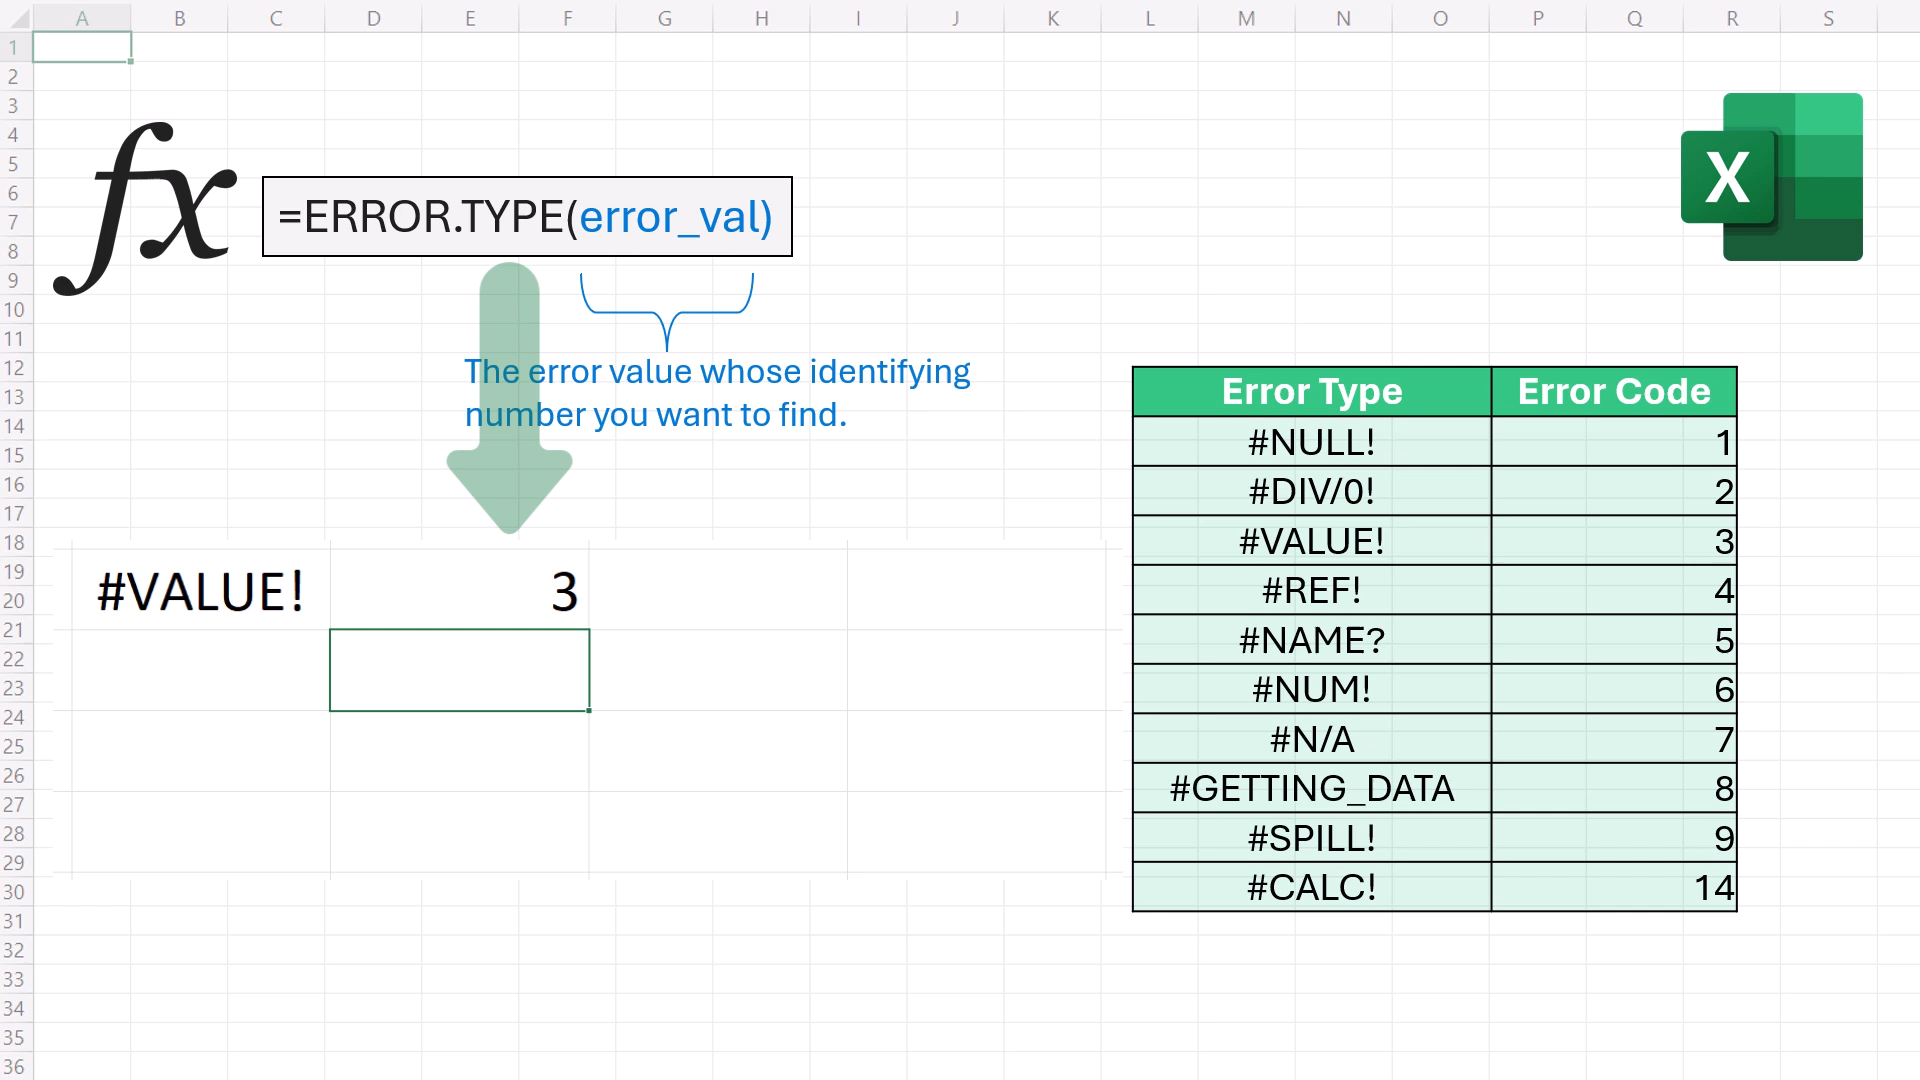 A B C D E F G H I J K L M N O P Q R S
1
2
3
4
5
6
7
8
9
10
11
12
13
14
15
16
17
18
19
20
21
22
23
24
25
26
27
28
29
30
31
32
33
34
35
36
fx
=ERROR.TYPE(error_val)
The error value whose identifying
number you want to find.
#VALUE! 3
X
Error Type Error Code
#NULL! 1
#DIV/0! 2
#VALUE! 3
#REF! 4
#NAME? 5
#NUM! 6
#N/A 7
#GETTING_DATA 8
#SPILL! 9
#CALC! 14